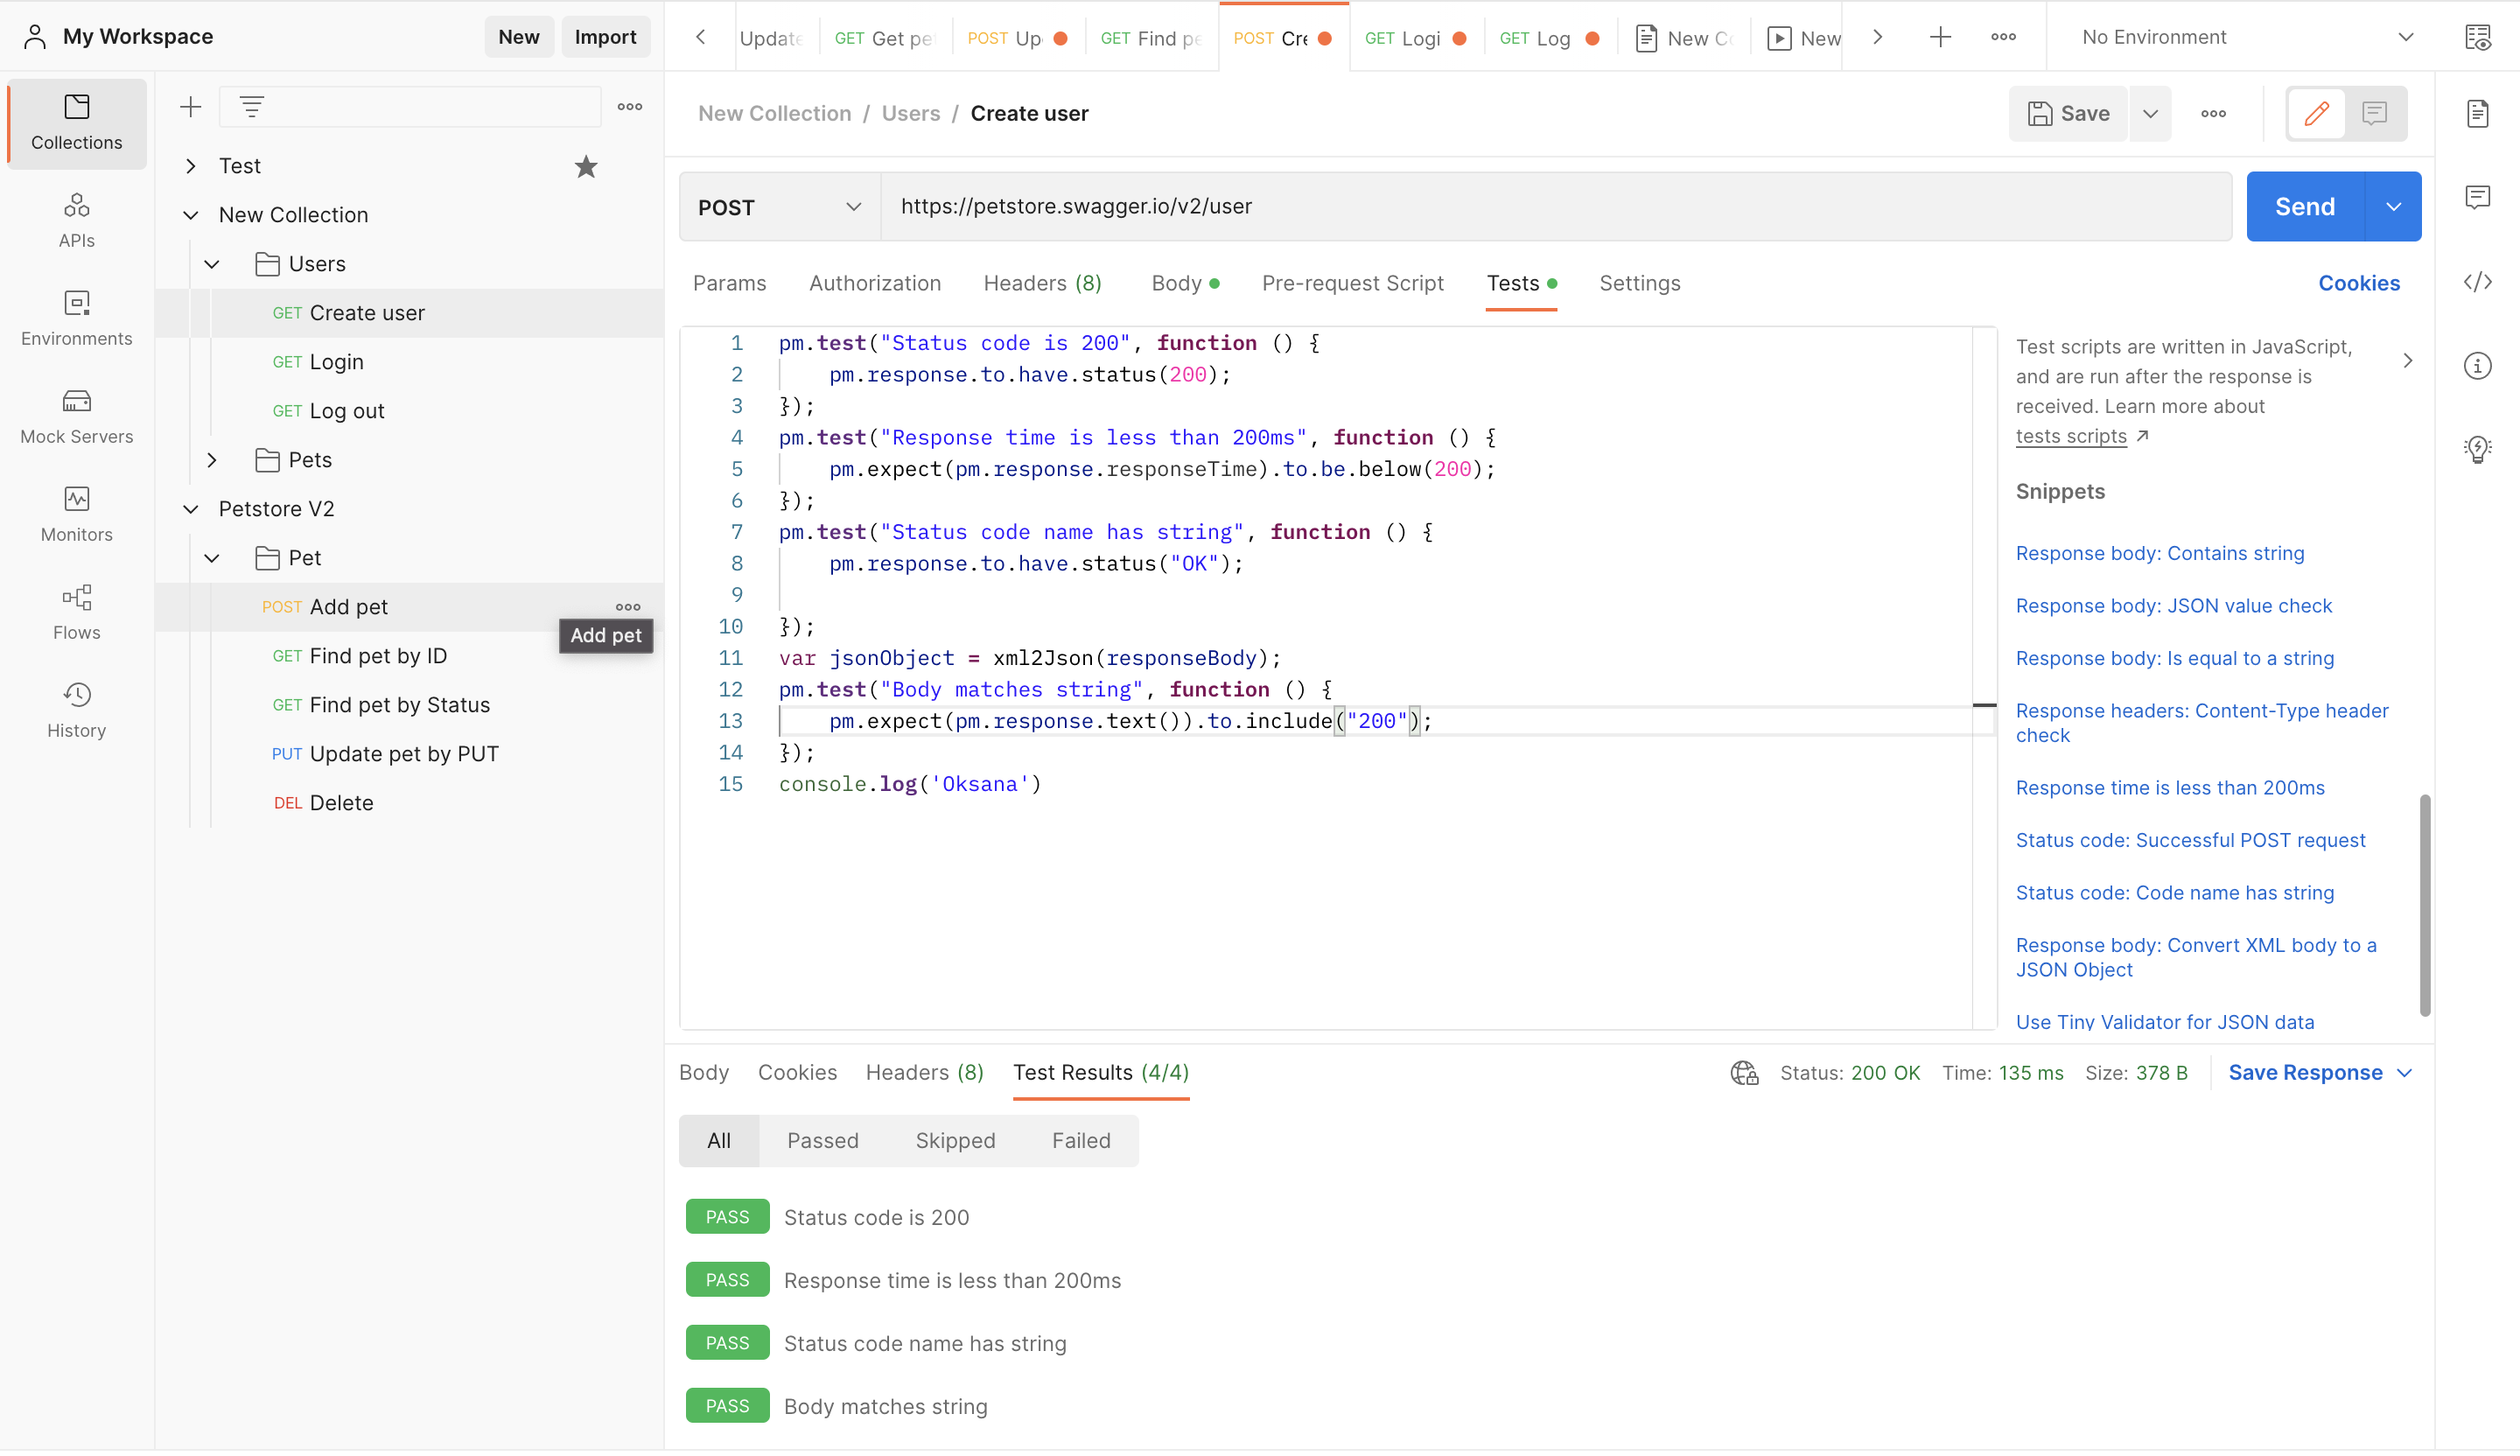 My Workspace
New
Import
Update
GET Get pe
POST Up
GET Find pe
POST Cre
GET Logi
GET Log
New Co
New
No Environment
Collections
APIs
Environments
Mock Servers
Monitors
Flows
History
Test
New Collection
Users
GET Create user
GET Login
GET Log out
Pets
Petstore V2
Pet
POST Add pet
Add pet
GET Find pet by ID
GET Find pet by Status
PUT Update pet by PUT
DEL Delete
New Collection / Users / Create user
Save
POST
https://petstore.swagger.io/v2/user
Send
Params
Authorization
Headers (8)
Body
Pre-request Script
Tests
Settings
Cookies
1 pm.test("Status code is 200", function () {
2 pm.response.to.have.status(200);
3 });
4 pm.test("Response time is less than 200ms", function () {
5 pm.expect(pm.response.responseTime).to.be.below(200);
6 });
7 pm.test("Status code name has string", function () {
8 pm.response.to.have.status("OK");
9
10 });
11 var jsonObject = xml2Json(responseBody);
12 pm.test("Body matches string", function () {
13 pm.expect(pm.response.text()).to.include("200");
14 });
15 console.log('Oksana')
Test scripts are written in JavaScript,
and are run after the response is
received. Learn more about
tests scripts
Snippets
Response body: Contains string
Response body: JSON value check
Response body: Is equal to a string
Response headers: Content-Type header
check
Response time is less than 200ms
Status code: Successful POST request
Status code: Code name has string
Response body: Convert XML body to a
JSON Object
Use Tiny Validator for JSON data
Body
Cookies
Headers (8)
Test Results (4/4)
Status: 200 OK
Time: 135 ms
Size: 378 B
Save Response
All
Passed
Skipped
Failed
PASS Status code is 200
PASS Response time is less than 200ms
PASS Status code name has string
PASS Body matches string